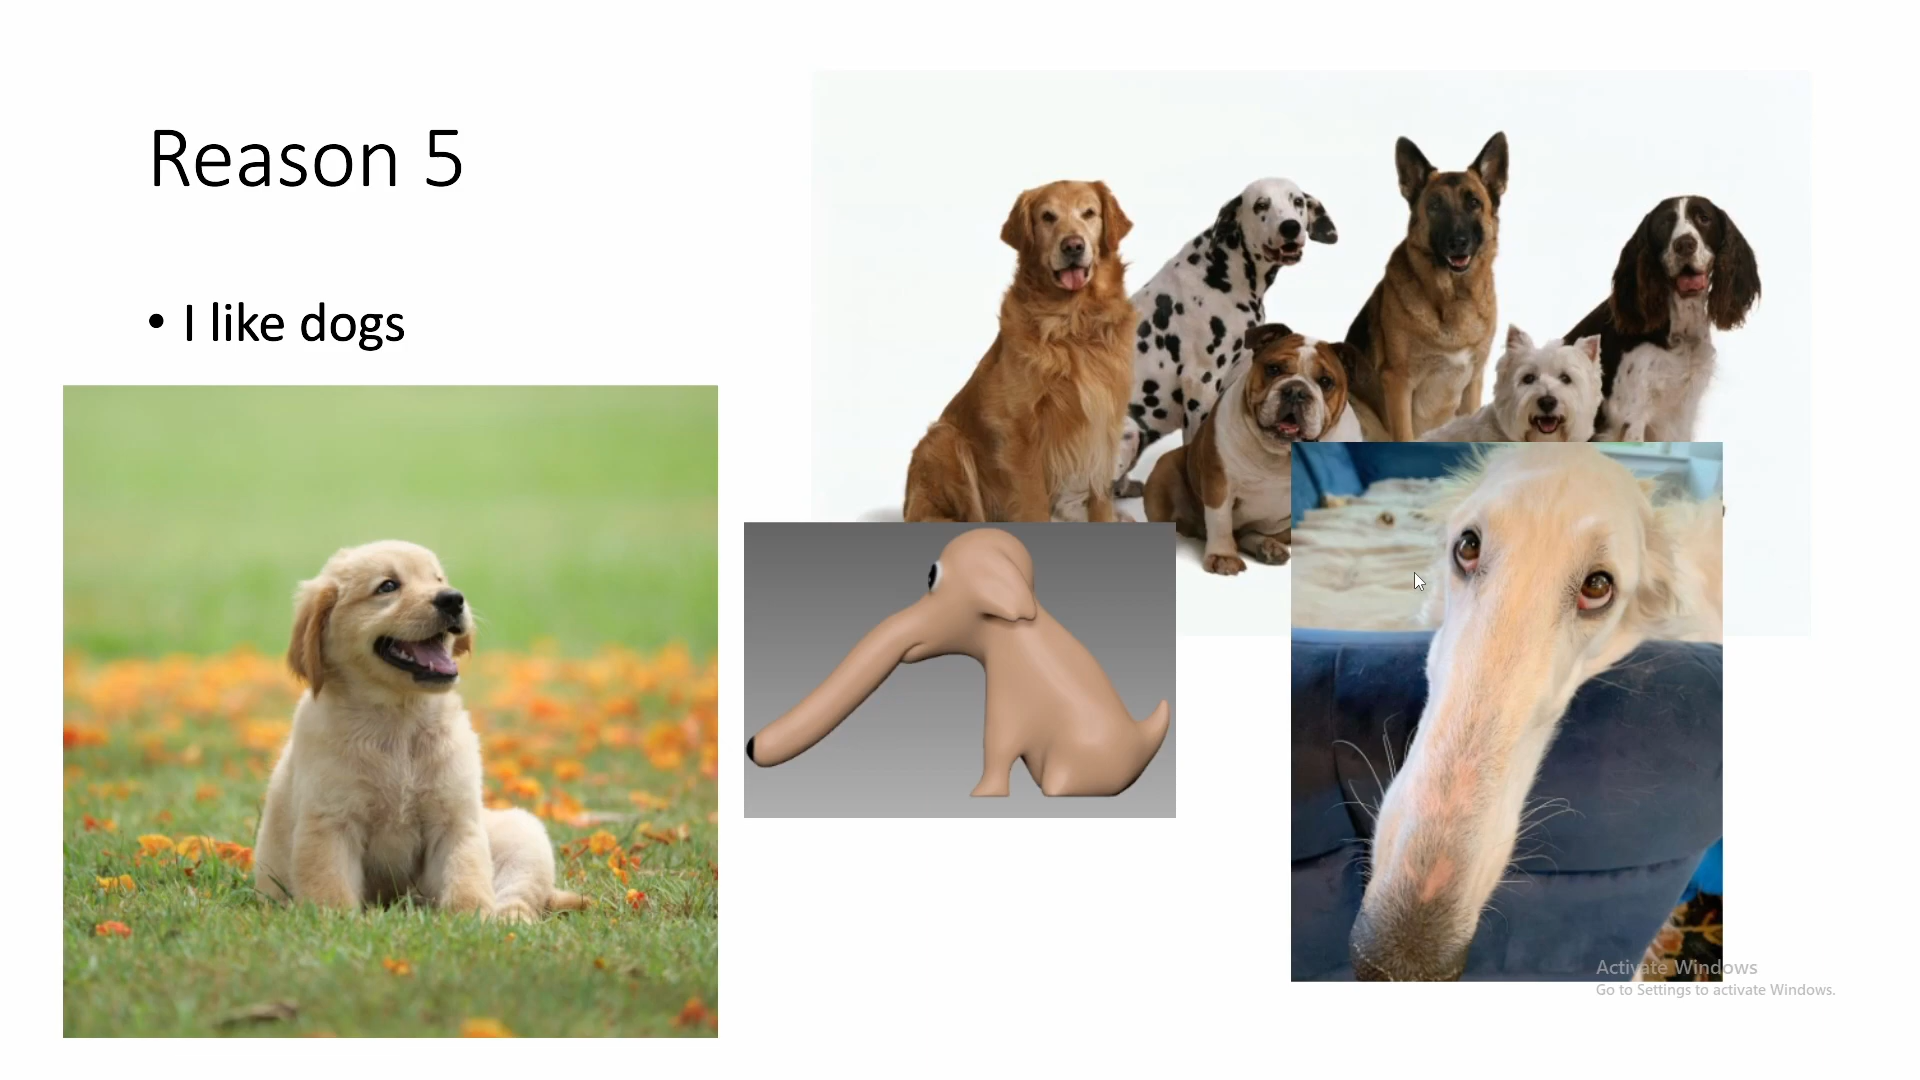 Reason 5
• I like dogs
Activate Windows
Go to Settings to activate Windows.